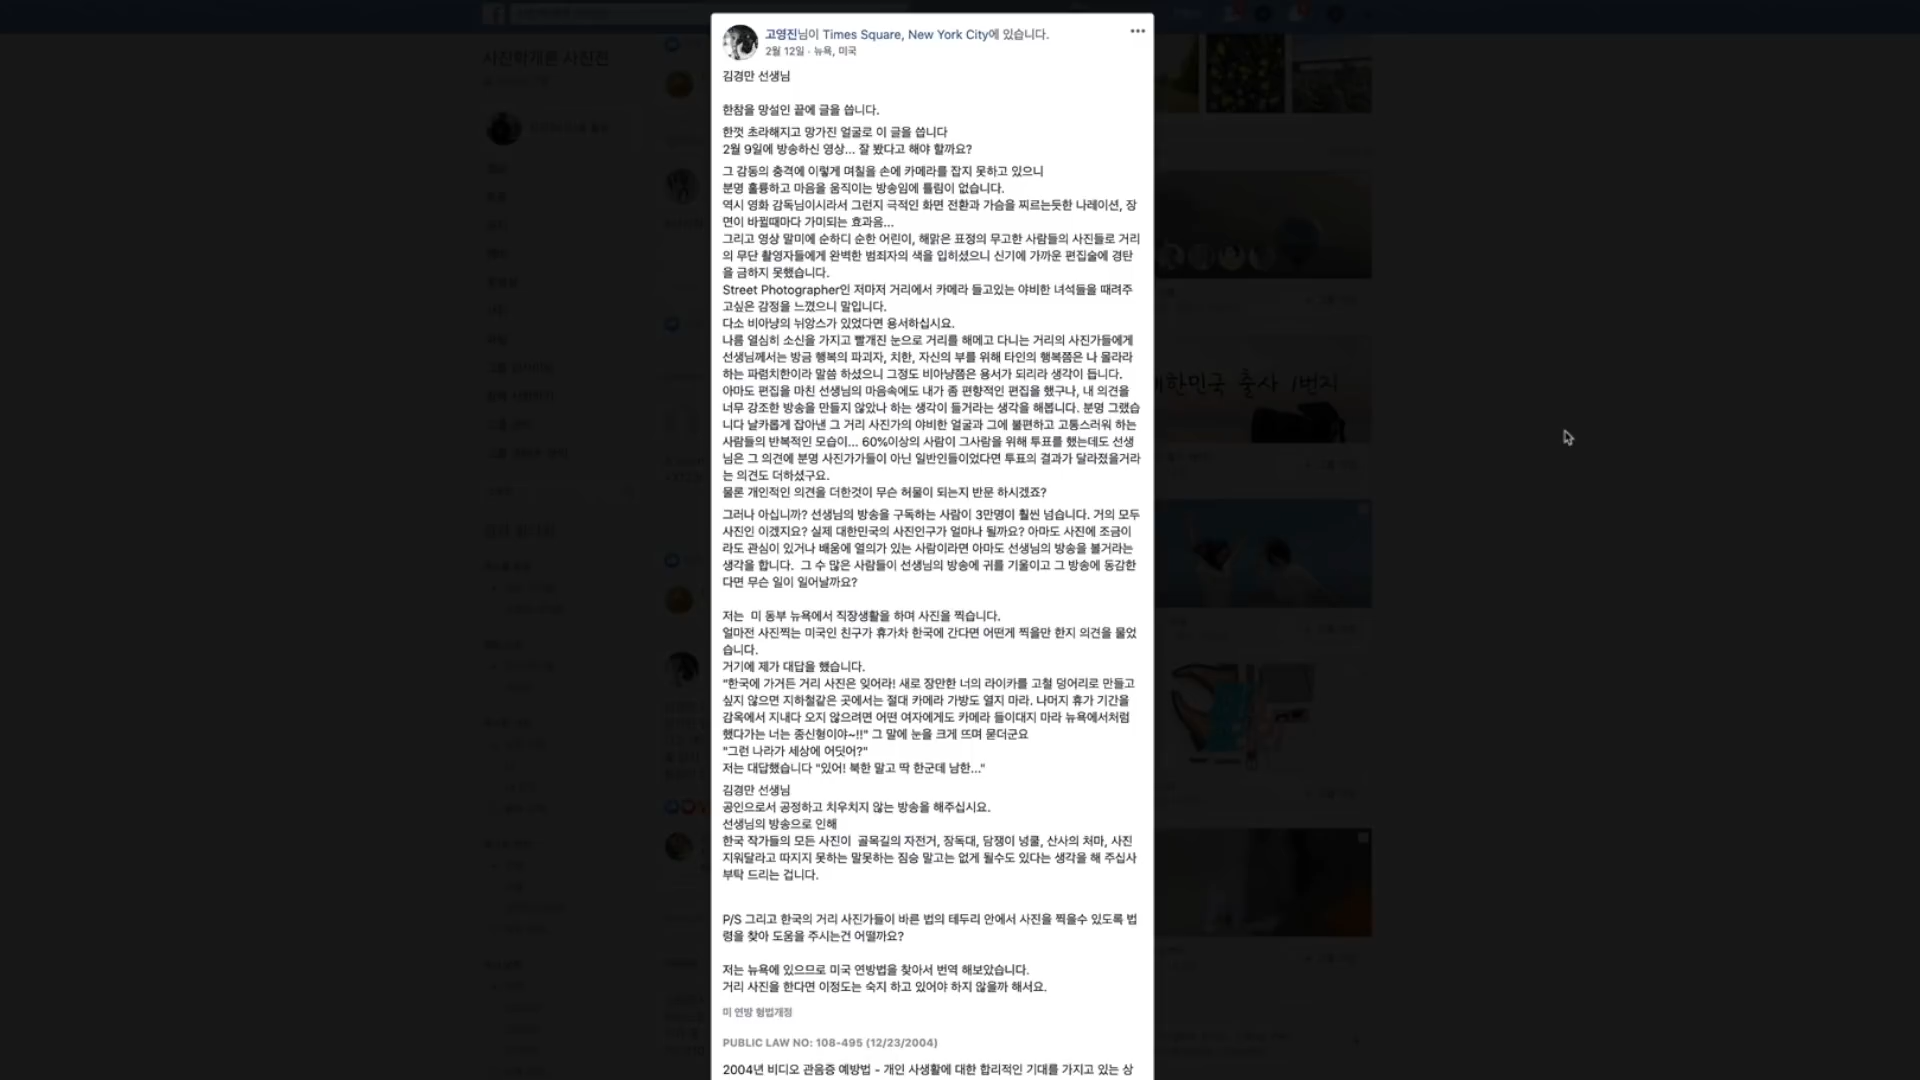 고영진님이 Times Square, New York City에 있습니다.
2월 12일 · 뉴욕, 미국
김경만 선생님
한참을 망설인 끝에 글을 씁니다.
한껏 초라해지고 망가진 얼굴로 이 글을 씁니다
2월 9일에 방송하신 영상... 잘 봤다고 해야 할까요?
그 감동의 충격에 이렇게 며칠을 손에 카메라를 잡지 못하고 있으니
분명 훌륭하고 마음을 움직이는 방송임에 틀림이 없습니다.
역시 영화 감독님이시라서 그런지 극적인 화면 전환과 가슴을 찌르는듯한 나레이션, 장
면이 바뀔때마다 가미되는 효과음...
그리고 영상 말미에 순하디 순한 어린이, 해맑은 표정의 무고한 사람들의 사진들로 거리
의 무단 촬영자들에게 완벽한 범죄자의 색을 입히셨으니 신기에 가까운 편집술에 경탄
을 금하지 못했습니다.
Street Photographer인 저마저 거리에서 카메라 들고있는 야비한 녀석들을 때려주
고싶은 감정을 느꼈으니 말입니다.
다소 비아냥의 뉘앙스가 있었다면 용서하십시요.
나름 열심히 소신을 가지고 빨개진 눈으로 거리를 해메고 다니는 거리의 사진가들에게
선생님께서는 방금 행복의 파괴자, 치한, 자신의 부를 위해 타인의 행복쯤은 나 몰라라
하는 파렴치한이라 말씀 하셨으니 그정도 비아냥쯤은 용서가 되리라 생각이 듭니다.
아마도 편집을 마친 선생님의 마음속에도 내가 좀 편향적인 편집을 했구나, 내 의견을
너무 강조한 방송을 만들지 않았나 하는 생각이 들거라는 생각을 해봅니다. 분명 그랬습
니다 날카롭게 잡아낸 그 거리 사진가의 야비한 얼굴과 그에 불편하고 고통스러워 하는
사람들의 반복적인 모습이... 60%이상의 사람이 그사람을 위해 투표를 했는데도 선생
님은 그 의견에 분명 사진가가들이 아닌 일반인들이었다면 투표의 결과가 달라졌을거라
는 의견도 더하셨구요.
물론 개인적인 의견을 더한것이 무슨 허물이 되는지 반문 하시겠죠?
그러나 아십니까? 선생님의 방송을 구독하는 사람이 3만명이 훨씬 넘습니다. 거의 모두
사진인 이겠지요? 실제 대한민국의 사진인구가 얼마나 될까요? 아마도 사진에 조금이
라도 관심이 있거나 배움에 열의가 있는 사람이라면 아마도 선생님의 방송을 볼거라는
생각을 합니다. 그 수 많은 사람들이 선생님의 방송에 귀를 기울이고 그 방송에 동감한
다면 무슨 일이 일어날까요?
저는 미 동부 뉴욕에서 직장생활을 하며 사진을 찍습니다.
얼마전 사진찍는 미국인 친구가 휴가차 한국에 간다면 어떤게 찍을만 한지 의견을 물었
습니다.
거기에 제가 대답을 했습니다.
"한국에 가거든 거리 사진은 잊어라! 새로 장만한 너의 라이카를 고철 덩어리로 만들고
싶지 않으면 지하철같은 곳에서는 절대 카메라 가방도 열지 마라. 나머지 휴가 기간을
감옥에서 지내다 오지 않으려면 어떤 여자에게도 카메라 들이대지 마라 뉴욕에서처럼
했다가는 너는 종신형이야~!!" 그 말에 눈을 크게 뜨며 묻더군요
"그런 나라가 세상에 어딧어?"
저는 대답했습니다 "있어! 북한 말고 딱 한군데 남한..."
김경만 선생님
공인으로서 공정하고 치우치지 않는 방송을 해주십시요.
선생님의 방송으로 인해
한국 작가들의 모든 사진이 골목길의 자전거, 장독대, 담쟁이 넝쿨, 산사의 처마, 사진
지워달라고 따지지 못하는 말못하는 짐승 말고는 없게 될수도 있다는 생각을 해 주십사
부탁 드리는 겁니다.
P/S 그리고 한국의 거리 사진가들이 바른 법의 테두리 안에서 사진을 찍을수 있도록 법
령을 찾아 도움을 주시는건 어떨까요?
저는 뉴욕에 있으므로 미국 연방법을 찾아서 번역 해보았습니다.
거리 사진을 한다면 이정도는 숙지 하고 있어야 하지 않을까 해서요.
미 연방 형법개정
PUBLIC LAW NO: 108-495 (12/23/2004)
2004년 비디오 관음증 예방법 - 개인 사생활에 대한 합리적인 기대를 가지고 있는 상
사진학개론 사진전
대한민국 출사 1번지